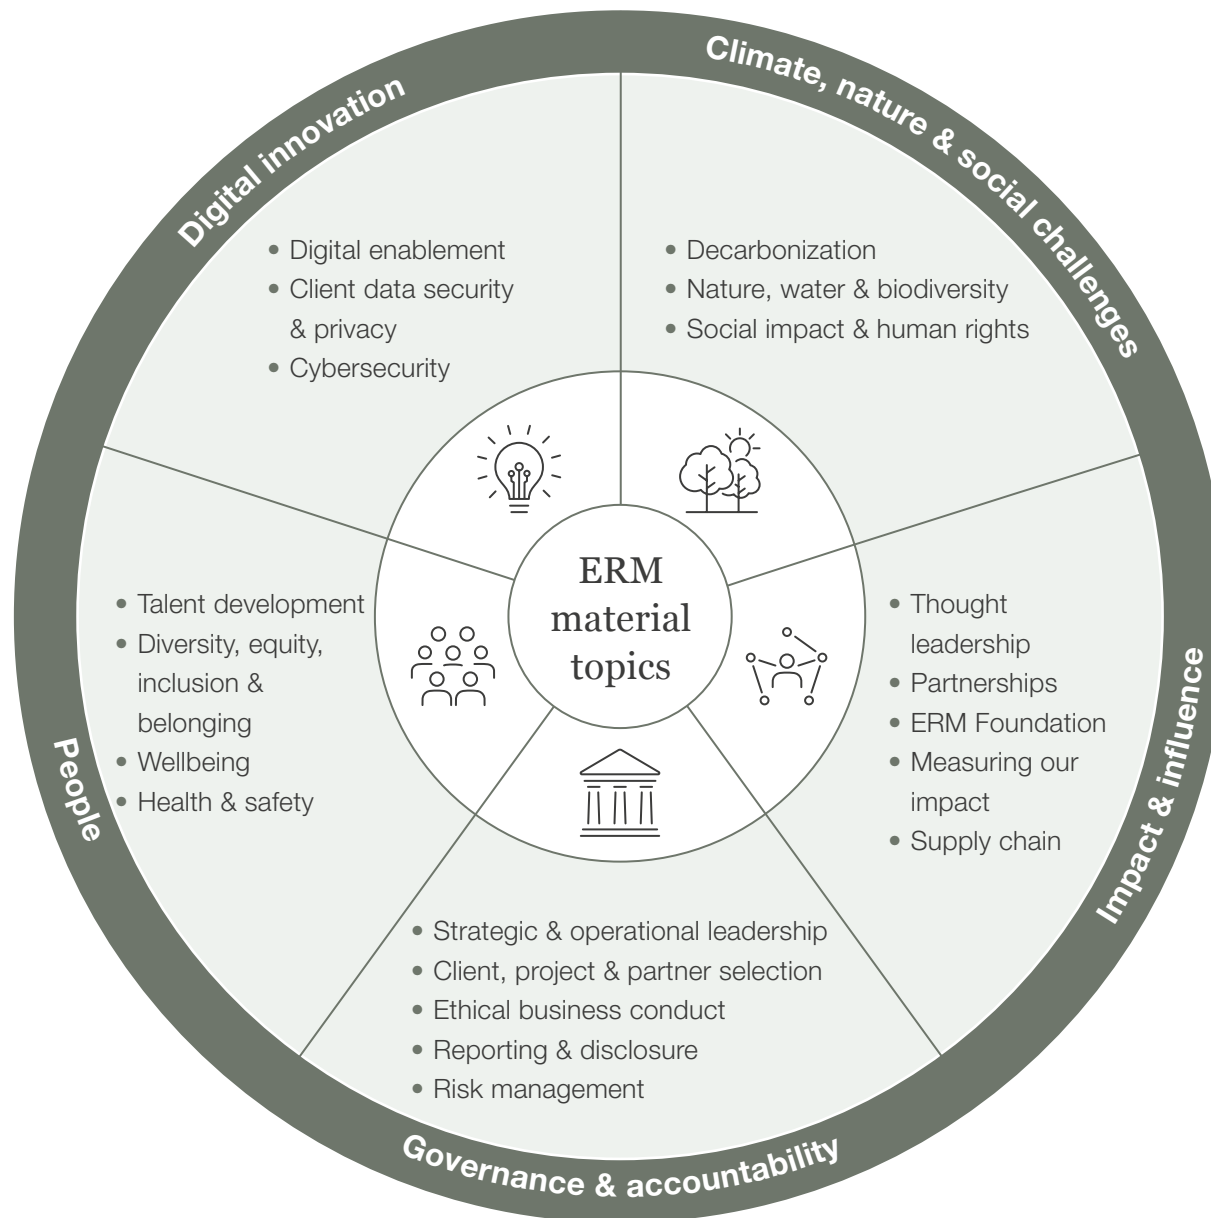 Digital innovation
• Digital enablement
• Client data security
& privacy
• Cybersecurity
Climate, nature & social challenges
• Decarbonization
• Nature, water & biodiversity
• Social impact & human rights
ERM
material
topics
People
• Talent development
• Diversity, equity,
inclusion &
belonging
• Wellbeing
• Health & safety
Impact & influence
• Thought
leadership
• Partnerships
• ERM Foundation
• Measuring our
impact
• Supply chain
• Strategic & operational leadership
• Client, project & partner selection
• Ethical business conduct
• Reporting & disclosure
• Risk management
Governance & accountability